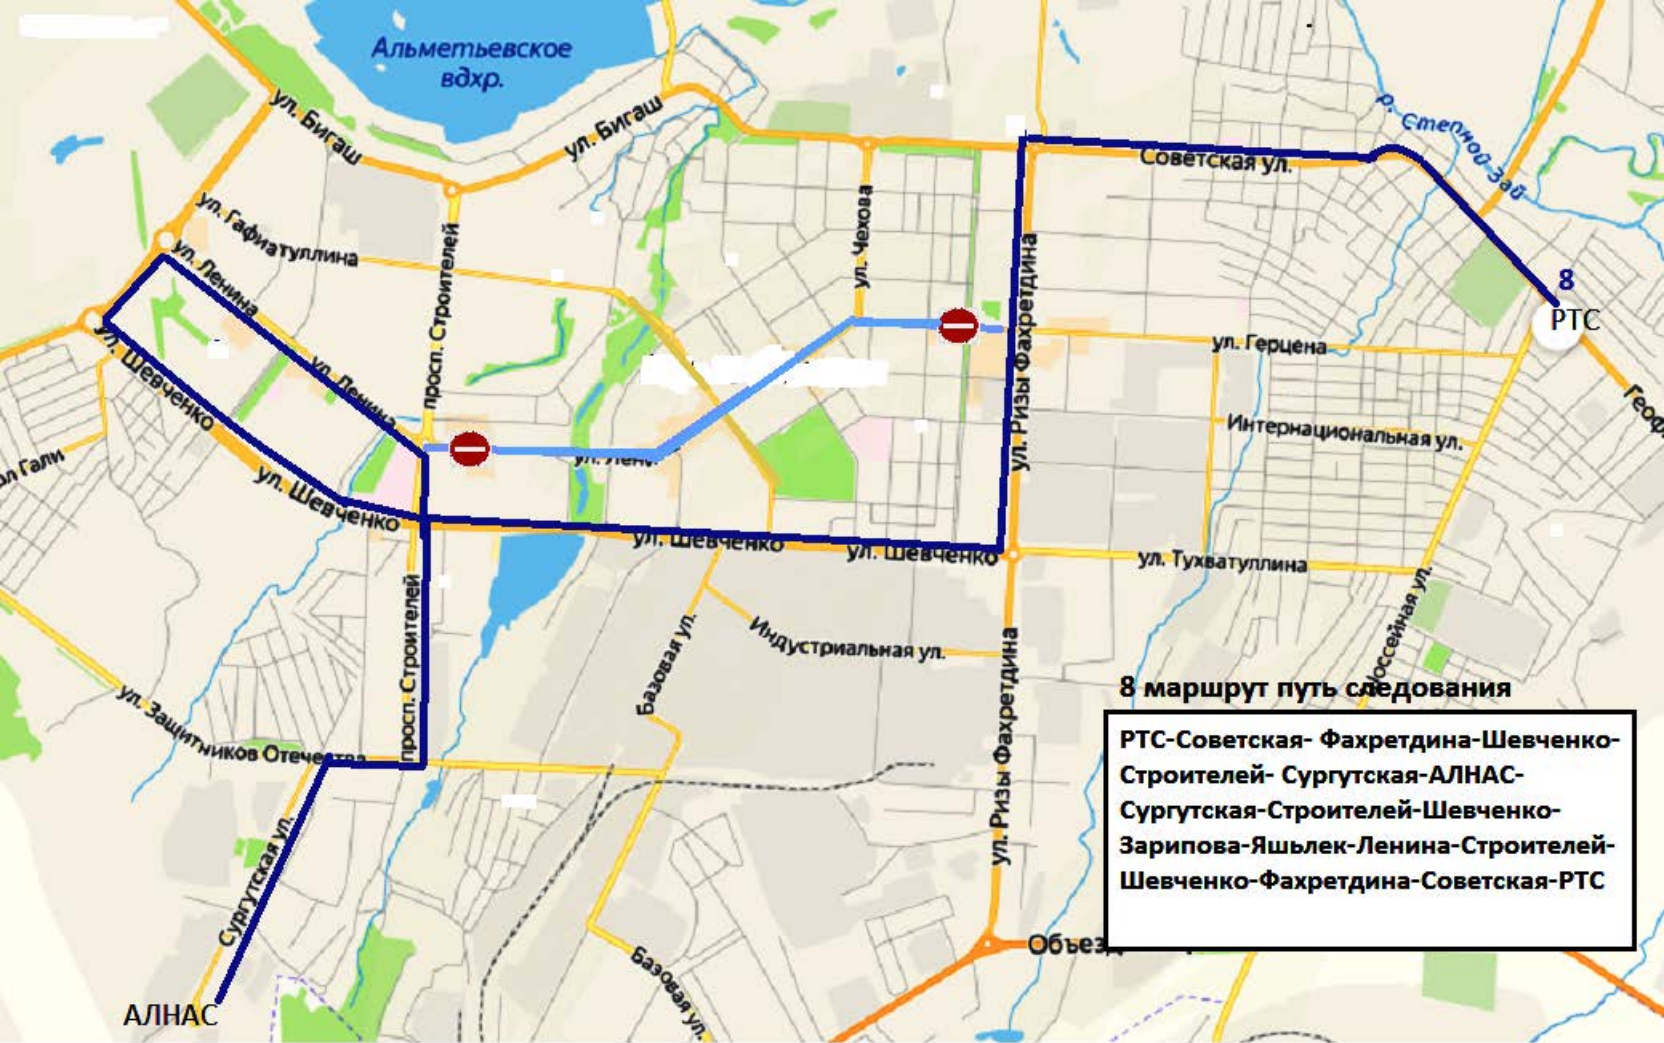 Альметьевское
вдхр.
ул. Бигаш
ул. Бигаш
р. Степной Зай
Советская ул.
ул. Чехова
ул. Гафиатуллина
просп. Строителей
ул. Ленина
ул. Ризы Фахретдина
8
РТС
ул. Герцена
ул. Шевченко
ул. Ленина
Интернациональная ул.
ул. Шевченко
ул. Шевченко
ул. Шевченко
ул. Тухватуллина
просп. Строителей
Базовая ул.
Индустриальная ул.
ул. Ризы Фахретдина
ул. Защитников Отечества
ул. Ризы Фахретдина
Сургутская ул.
Базовая ул.
АЛНАС
8 маршрут путь следования
РТС-Советская- Фахретдина-Шевченко-
Строителей- Сургутская-АЛНАС-
Сургутская-Строителей-Шевченко-
Зарипова-Яшьлек-Ленина-Строителей-
Шевченко-Фахретдина-Советская-РТС